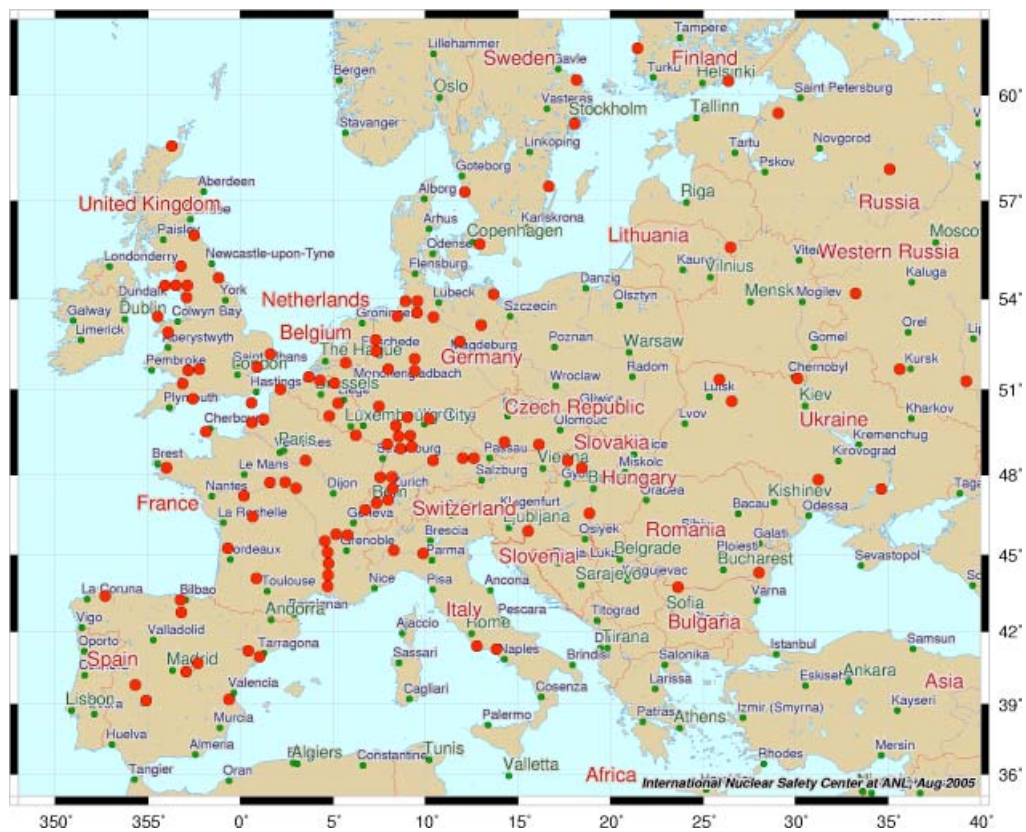 Tampere
Lillehammer
Sweden
Gavle
Finland
Bergen
Turku
Helsinki
Oslo
Vasteras
Stockholm
Saint Petersburg
60°
Tallinn
Stavanger
Linkoping
Novgorod
Tartu
Pskov
Goteborg
Aberdeen
Alborg
Riga
57°
United Kingdom
Russia
Arhus
Karlskrona
Paisley
Copenhagen
Lithuania
Moscow
Odense
Western Russia
Newcastle-upon-Tyne
Londonderry
Flensburg
Vilnius
Kaluga
Danzig
Dundalk
York
Netherlands
Lubeck
Mensk
Mogilev
54°
Dublin
Szczecin
Olsztyn
Galway
Colwyn Bay
Groningen
Orel
Limerick
Belgium
Aberystwyth
Poznan
Warsaw
Gomel
The Hague
Magdeburg
Germany
Kursk
Pembroke
London
Radom
Chernobyl
Monchengladbach
Wroclaw
Hastings
Brussels
Lutsk
51°
Plymouth
Kiev
Czech Republic
Cherbourg
Luxembourg City
Olomouc
Lvov
Ukraine
Kharkov
Paris
Slovakia
Kremenchug
Passau
Brest
Vienna
Kirovograd
Le Mans
Salzburg
Miskolc
48°
Dijon
Hungary
Nantes
Bern
Zurich
Kishinev
France
Switzerland
Klagenfurt
Oradea
Bacau
La Rochelle
Geneva
Ljubljana
Odessa
Brescia
Osijek
Romania
Galati
Bordeaux
Grenoble
Parma
Slovenia
Belgrade
Ploiesti
45°
Bucharest
Sevastopol
La Coruna
Toulouse
Nice
Pisa
Ancona
Sarajevo
Kragujevac
Varna
Bilbao
Andorra
Sofia
Vigo
Italy
Pescara
Titograd
Bulgaria
Oporto
Valladolid
Ajaccio
Rome
Tirana
Istanbul
Samsun
42°
Spain
Tarragona
Naples
Madrid
Sassari
Brindisi
Salonika
Ankara
Eskisehir
Asia
Lisbon
Valencia
Cagliari
Cosenza
Larissa
Kayseri
39°
Murcia
Palermo
Patras
Athens
Izmir (Smyrna)
Huelva
Almeria
Algiers
Constantine
Tunis
Mersin
Tangier
Oran
Valletta
Africa
Rhodes
36°
International Nuclear Safety Center at ANL, Aug 2005
350° 355° 0° 5° 10° 15° 20° 25° 30° 35° 40°